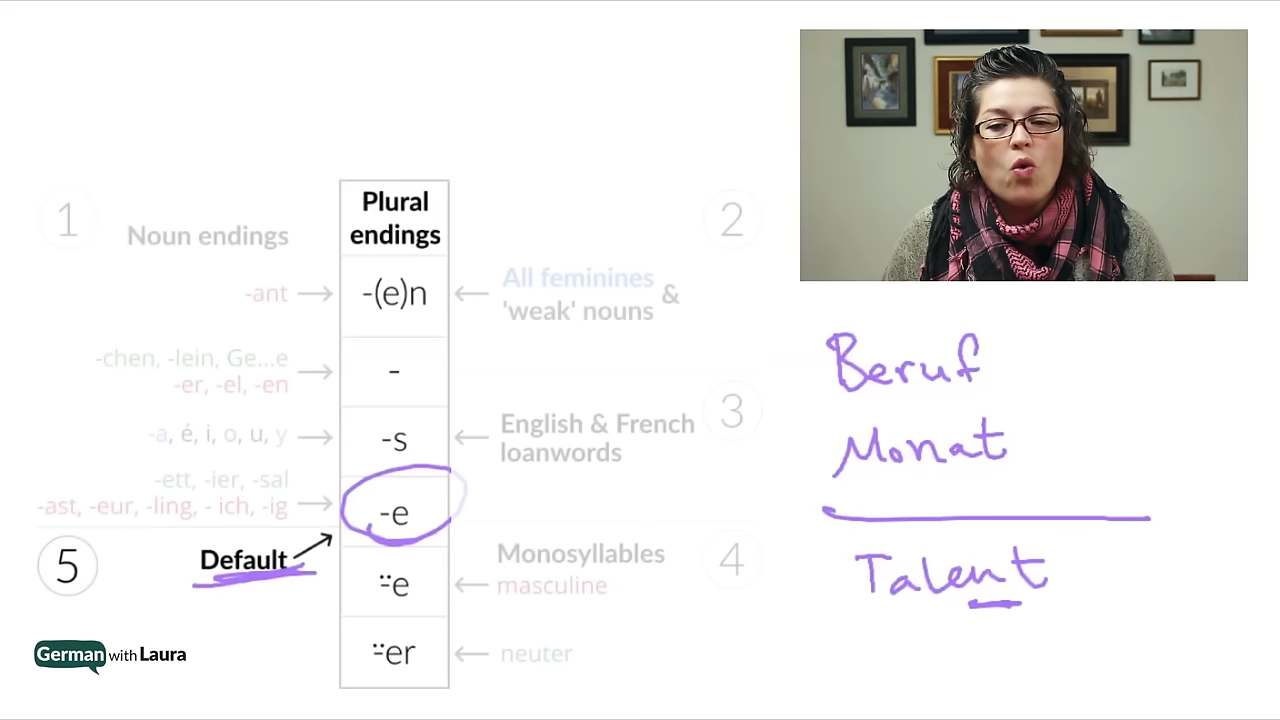 Plural
endings
1
Noun endings
-ant
-(e)n
2
All feminines
'weak' nouns &
-chen, -lein, Ge...e
-er, -el, -en
-
-a, é, i, o, u, y
-s
English & French
loanwords
3
-ett, -ier, -sal
-ast, -eur, -ling, - ich, -ig
-e
5
Default
⸚e
Monosyllables
masculine
4
⸚er
neuter
Beruf
Monat
Talent
German with Laura